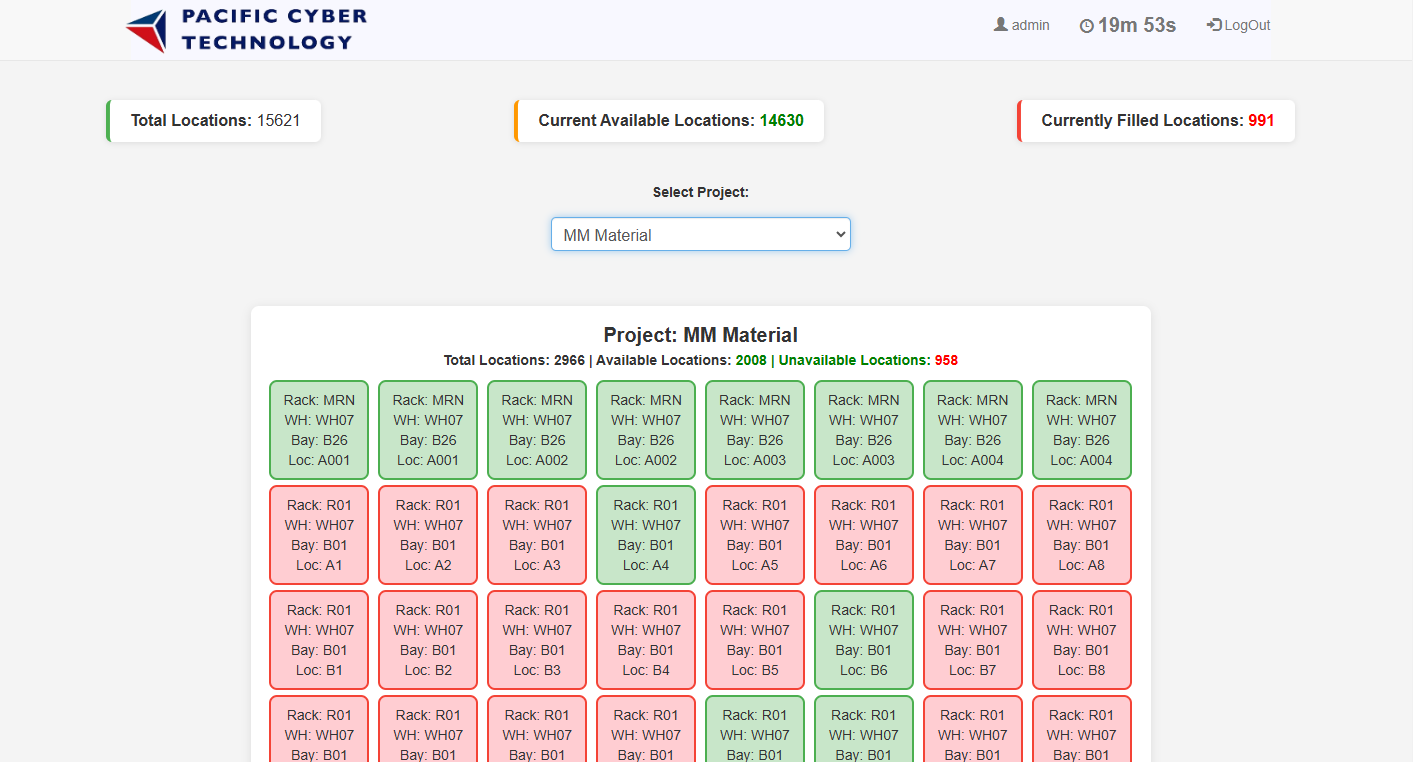 PACIFIC CYBER
TECHNOLOGY
admin 19m 53s LogOut
Total Locations: 15621 Current Available Locations: 14630 Currently Filled Locations: 991
Select Project:
MM Material
Project: MM Material
Total Locations: 2966 | Available Locations: 2008 | Unavailable Locations: 958
Rack: MRN Rack: MRN Rack: MRN Rack: MRN Rack: MRN Rack: MRN Rack: MRN Rack: MRN
WH: WH07 WH: WH07 WH: WH07 WH: WH07 WH: WH07 WH: WH07 WH: WH07 WH: WH07
Bay: B26 Bay: B26 Bay: B26 Bay: B26 Bay: B26 Bay: B26 Bay: B26 Bay: B26
Loc: A001 Loc: A001 Loc: A002 Loc: A002 Loc: A003 Loc: A003 Loc: A004 Loc: A004
Rack: R01 Rack: R01 Rack: R01 Rack: R01 Rack: R01 Rack: R01 Rack: R01 Rack: R01
WH: WH07 WH: WH07 WH: WH07 WH: WH07 WH: WH07 WH: WH07 WH: WH07 WH: WH07
Bay: B01 Bay: B01 Bay: B01 Bay: B01 Bay: B01 Bay: B01 Bay: B01 Bay: B01
Loc: A1 Loc: A2 Loc: A3 Loc: A4 Loc: A5 Loc: A6 Loc: A7 Loc: A8
Rack: R01 Rack: R01 Rack: R01 Rack: R01 Rack: R01 Rack: R01 Rack: R01 Rack: R01
WH: WH07 WH: WH07 WH: WH07 WH: WH07 WH: WH07 WH: WH07 WH: WH07 WH: WH07
Bay: B01 Bay: B01 Bay: B01 Bay: B01 Bay: B01 Bay: B01 Bay: B01 Bay: B01
Loc: B1 Loc: B2 Loc: B3 Loc: B4 Loc: B5 Loc: B6 Loc: B7 Loc: B8
Rack: R01 Rack: R01 Rack: R01 Rack: R01 Rack: R01 Rack: R01 Rack: R01 Rack: R01
WH: WH07 WH: WH07 WH: WH07 WH: WH07 WH: WH07 WH: WH07 WH: WH07 WH: WH07
Bay: B01 Bay: B01 Bay: B01 Bay: B01 Bay: B01 Bay: B01 Bay: B01 Bay: B01